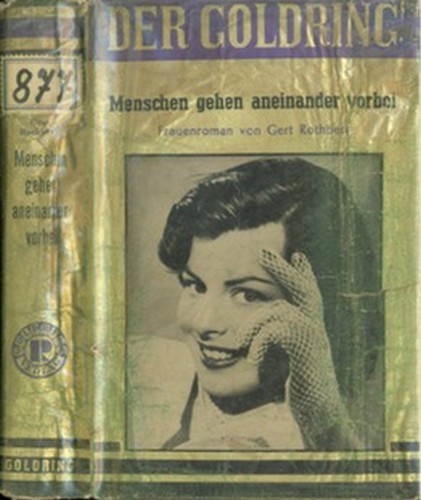 DER GOLDRING
Menschen gehen aneinander vorbei
Frauenroman von Gert Rothberg
877
Menschen
gehen
aneinander
vorbei
R
GOLDRING